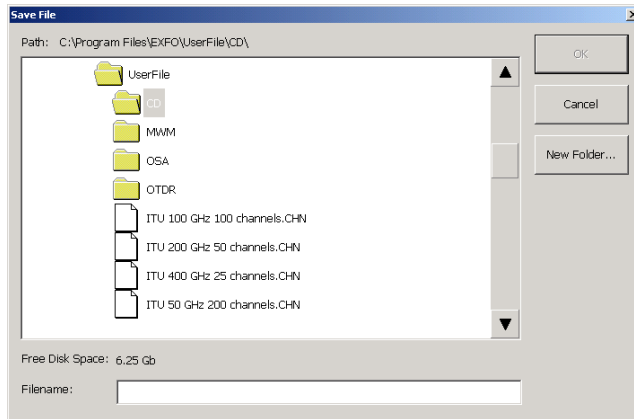 Save File
Path: C:\Program Files\EXFO\UserFile\CD\
OK
UserFile
CD
Cancel
MWM
New Folder...
OSA
OTDR
ITU 100 GHz 100 channels.CHN
ITU 200 GHz 50 channels.CHN
ITU 400 GHz 25 channels.CHN
ITU 50 GHz 200 channels.CHN
Free Disk Space: 6.25 Gb
Filename: